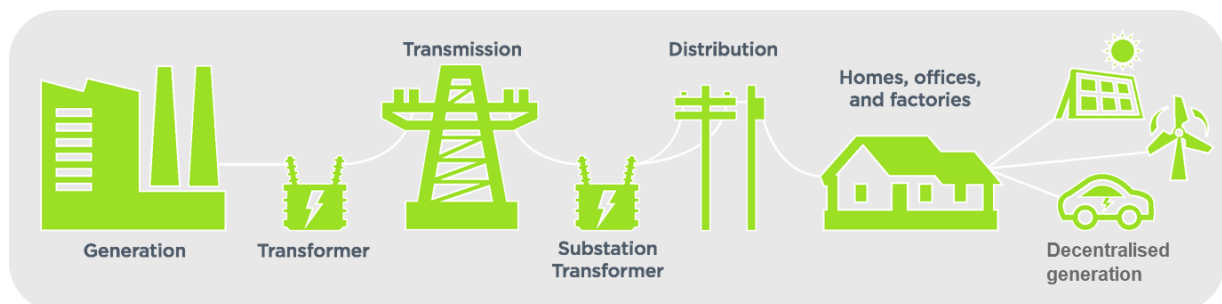 Generation
Transformer
Transmission
Substation
Transformer
Distribution
Homes, offices,
and factories
Decentralised
generation